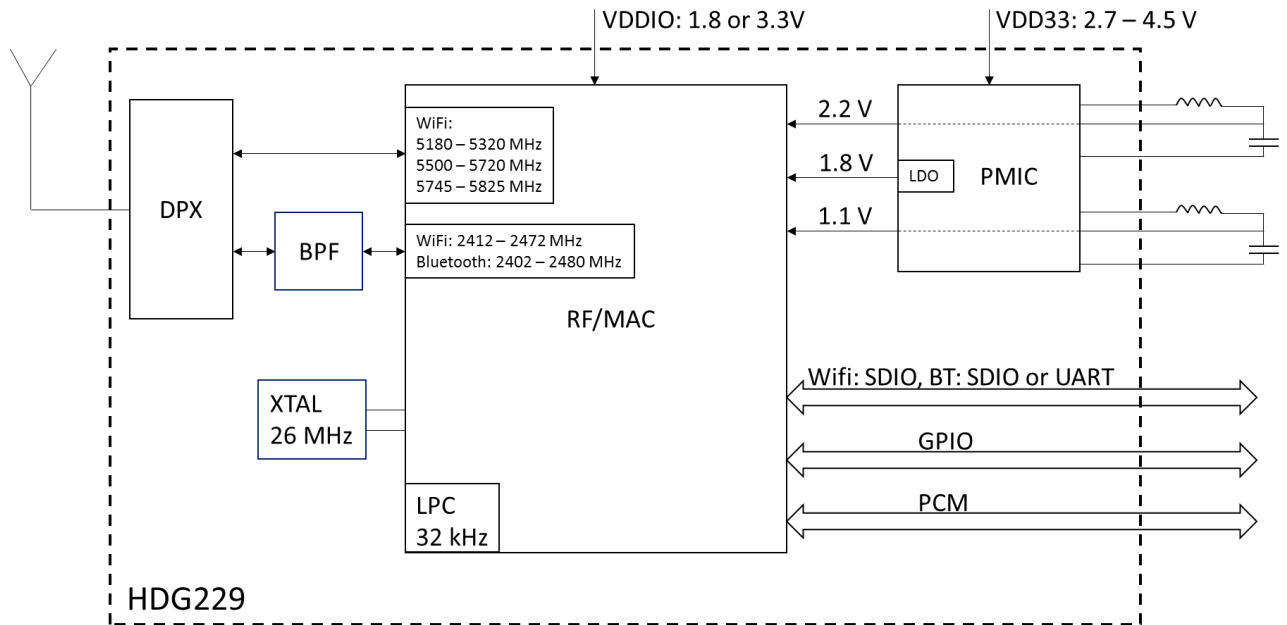 VDDIO: 1.8 or 3.3V
VDD33: 2.7 – 4.5 V
WiFi:
5180 – 5320 MHz
5500 – 5720 MHz
5745 – 5825 MHz
2.2 V
1.8 V
LDO
PMIC
1.1 V
DPX
BPF
WiFi: 2412 – 2472 MHz
Bluetooth: 2402 – 2480 MHz
RF/MAC
XTAL
26 MHz
Wifi: SDIO, BT: SDIO or UART
GPIO
PCM
LPC
32 kHz
HDG229